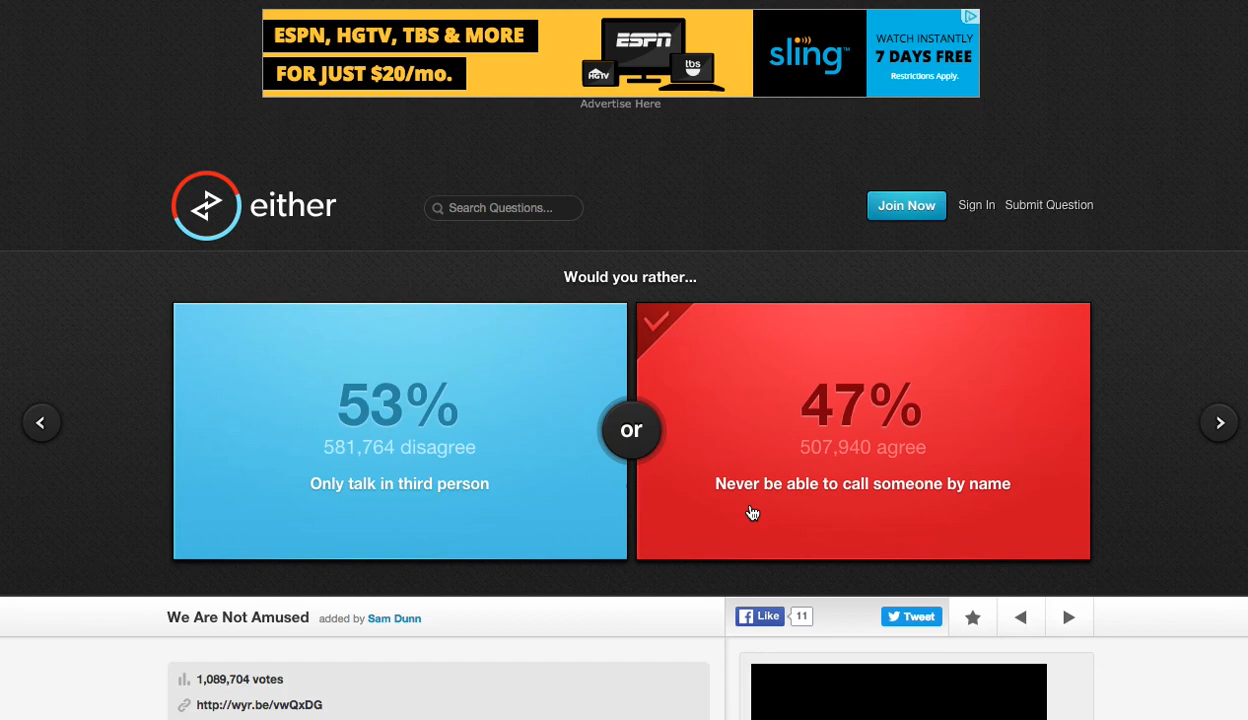 ESPN, HGTV, TBS & MORE
FOR JUST $20/mo.
ESPN
HGTV
tbs
sling
WATCH INSTANTLY
7 DAYS FREE
Restrictions Apply.
Advertise Here
either
Search Questions...
Join Now
Sign In
Submit Question
Would you rather...
53%
581,764 disagree
Only talk in third person
or
47%
507,940 agree
Never be able to call someone by name
We Are Not Amused added by Sam Dunn
Like 11
Tweet
1,089,704 votes
http://wyr.be/vwQxDG